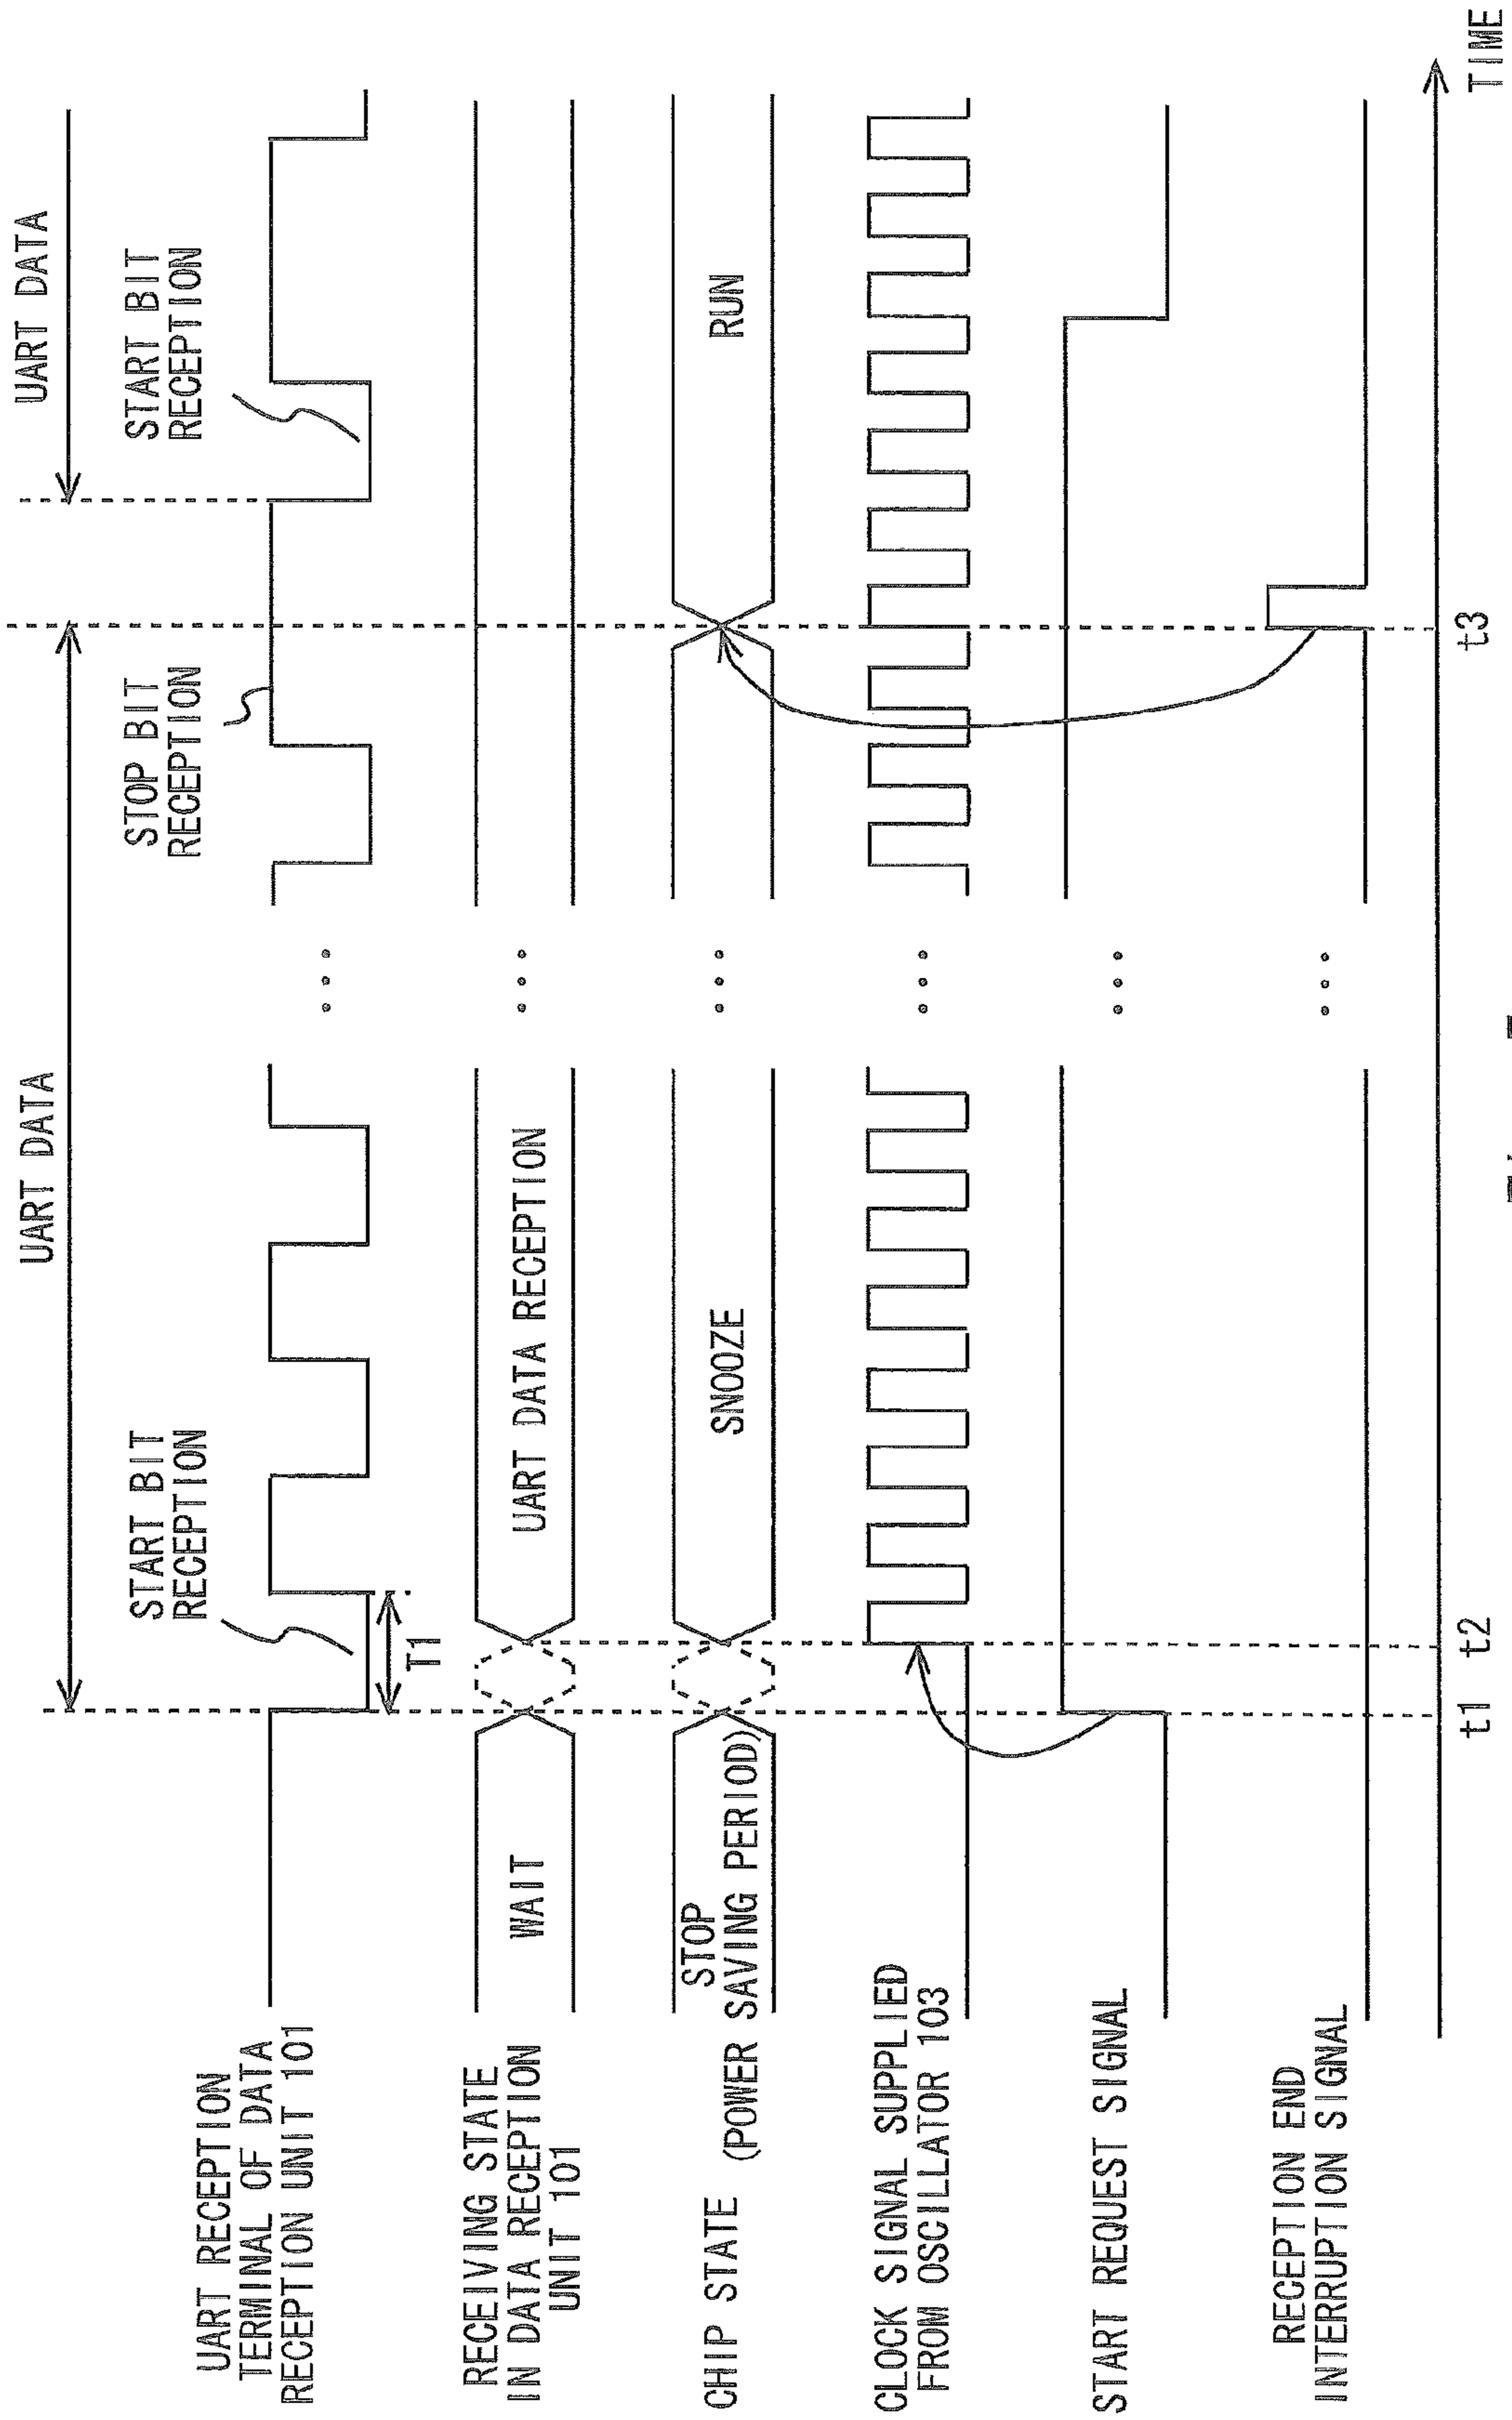 UART DATA
UART DATA
UART RECEPTION
TERMINAL OF DATA
RECEPTION UNIT 101
START BIT
RECEPTION
STOP BIT
RECEPTION
START BIT
RECEPTION
T1
RECEIVING STATE
IN DATA RECEPTION
UNIT 101
WAIT
UART DATA RECEPTION
CHIP STATE
STOP
(POWER SAVING PERIOD)
SNOOZE
RUN
CLOCK SIGNAL SUPPLIED
FROM OSCILLATOR 103
START REQUEST SIGNAL
RECEPTION END
INTERRUPTION SIGNAL
t1
t2
t3
TIME